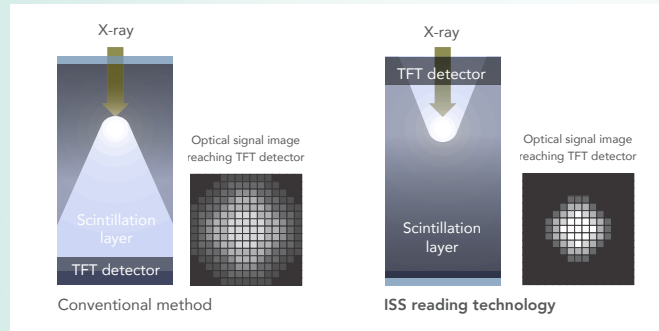 X-ray
Optical signal image
reaching TFT detector
Scintillation
layer
TFT detector
Conventional method
X-ray
TFT detector
Optical signal image
reaching TFT detector
Scintillation
layer
ISS reading technology